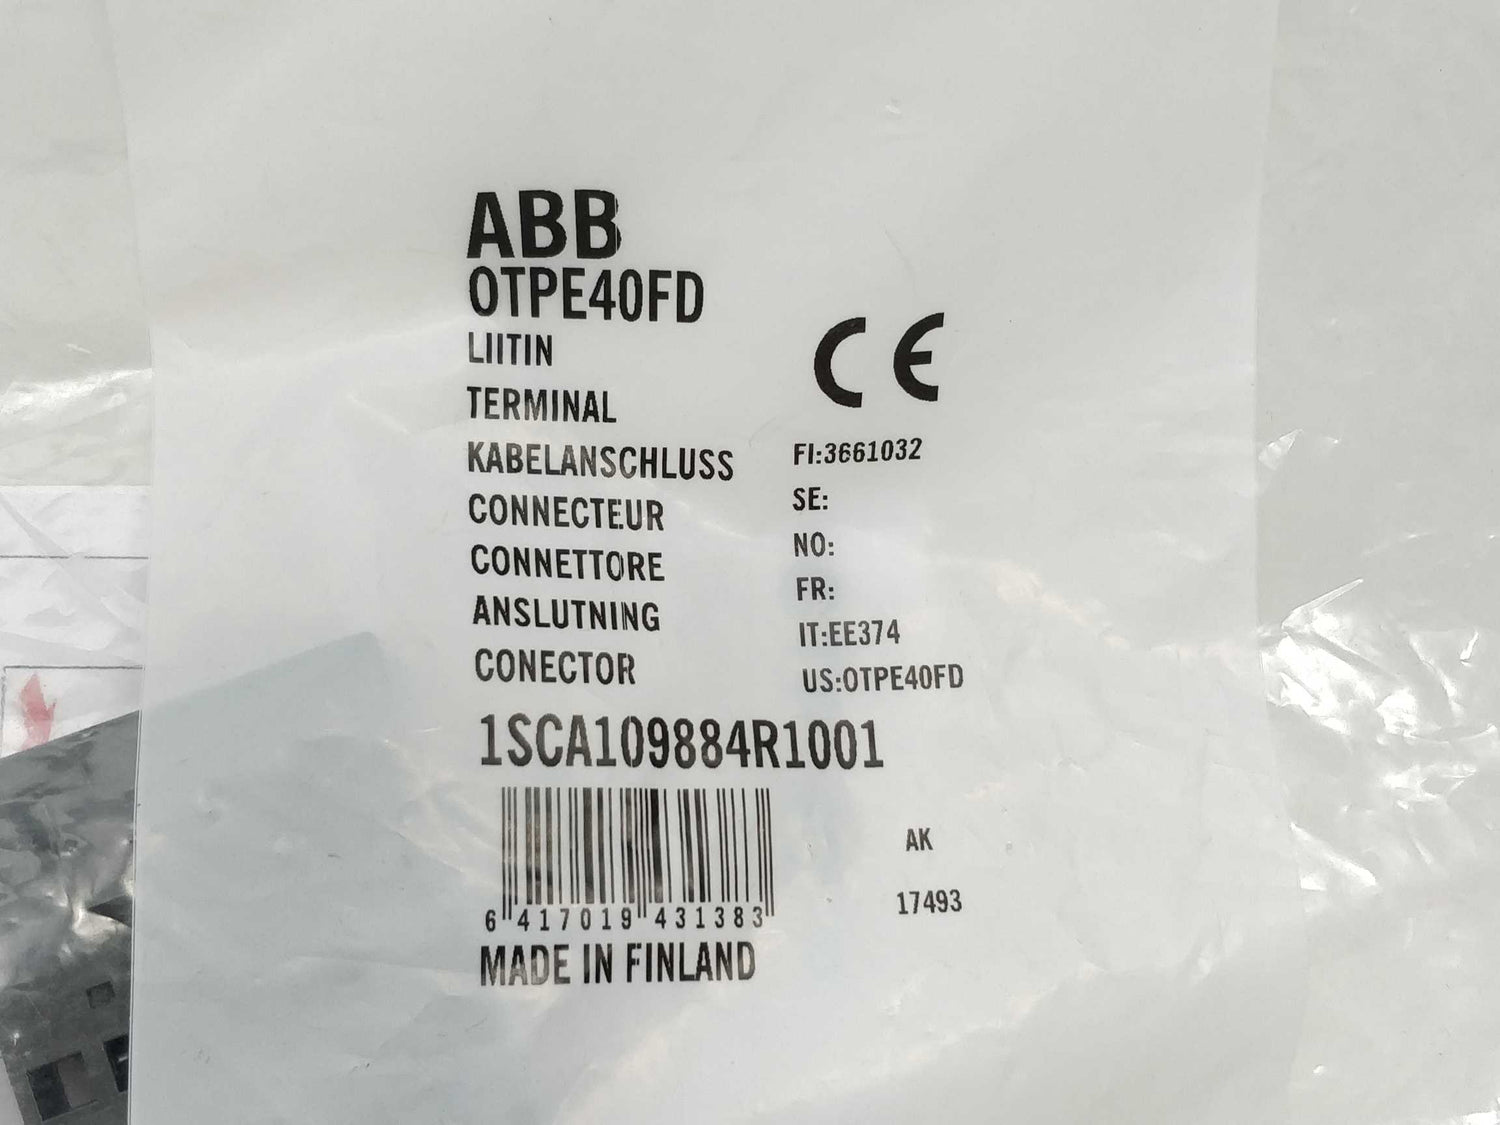 ABB
OTPE40FD
LIITIN
TERMINAL
KABELANSCHLUSS
CONNECTEUR
CONNETTORE
ANSLUTNING
CONECTOR
CE
FI:3661032
SE:
NO:
FR:
IT:EE374
US:OTPE40FD
1SCA109884R1001
6 417019 431383
AK
17493
MADE IN FINLAND